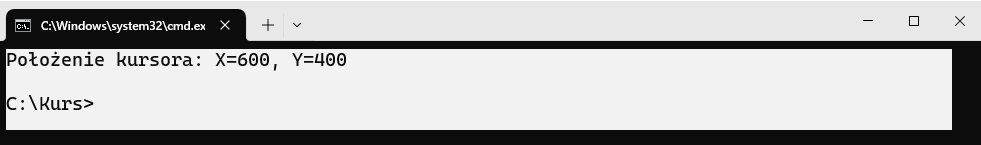 C:\Windows\system32\cmd.ex
Położenie kursora: X=600, Y=400
C:\Kurs>